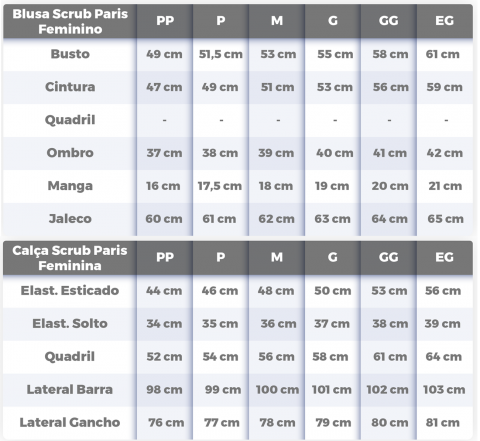 Blusa Scrub Paris Feminino PP P M G GG EG
Busto 49 cm 51,5 cm 53 cm 55 cm 58 cm 61 cm
Cintura 47 cm 49 cm 51 cm 53 cm 56 cm 59 cm
Quadril - - - - - -
Ombro 37 cm 38 cm 39 cm 40 cm 41 cm 42 cm
Manga 16 cm 17,5 cm 18 cm 19 cm 20 cm 21 cm
Jaleco 60 cm 61 cm 62 cm 63 cm 64 cm 65 cm
Calça Scrub Paris Feminina PP P M G GG EG
Elast. Esticado 44 cm 46 cm 48 cm 50 cm 53 cm 56 cm
Elast. Solto 34 cm 35 cm 36 cm 37 cm 38 cm 39 cm
Quadril 52 cm 54 cm 56 cm 58 cm 61 cm 64 cm
Lateral Barra 98 cm 99 cm 100 cm 101 cm 102 cm 103 cm
Lateral Gancho 76 cm 77 cm 78 cm 79 cm 80 cm 81 cm